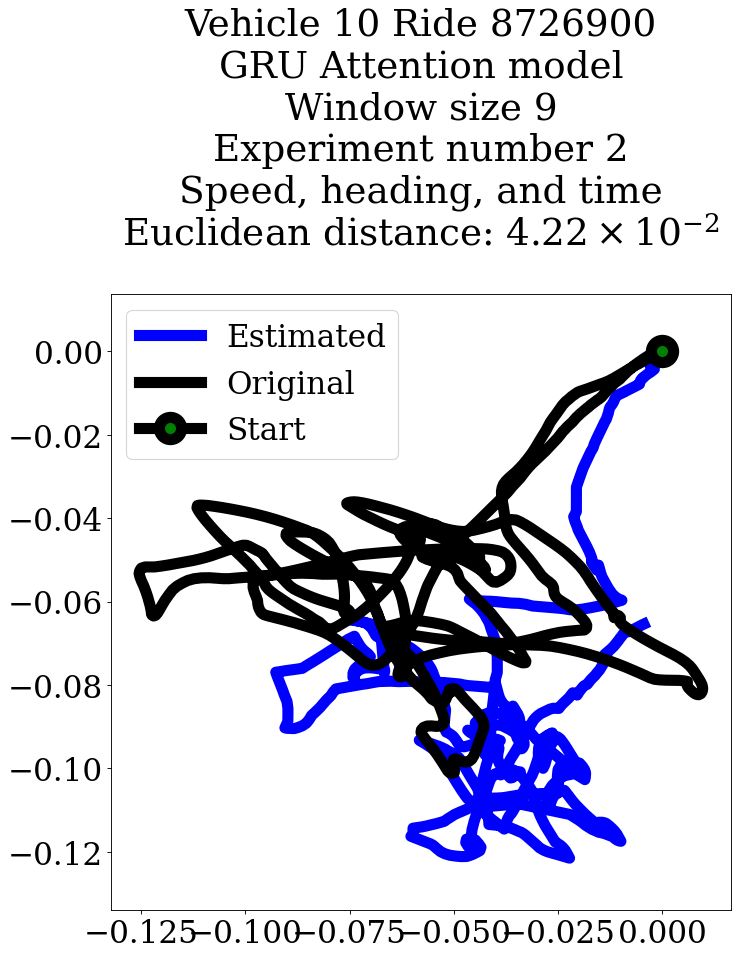 Vehicle 10 Ride 8726900
GRU Attention model
Window size 9
Experiment number 2
Speed, heading, and time
Euclidean distance: 4.22 × 10⁻²
Estimated
Original
Start
0.00
−0.02
−0.04
−0.06
−0.08
−0.10
−0.12
−0.125 −0.100 −0.075 −0.050 −0.025 0.000